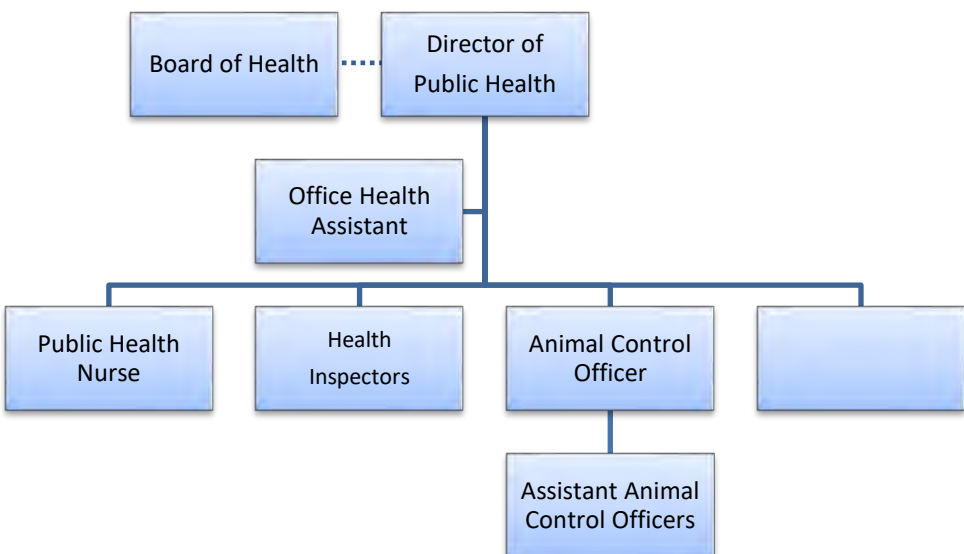 Board of Health
Director of
Public Health
Office Health
Assistant
Public Health
Nurse
Health
Inspectors
Animal Control
Officer
Assistant Animal
Control Officers